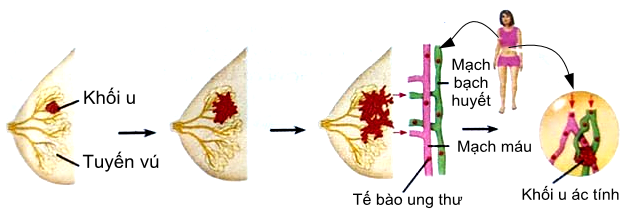 Khối u
Tuyến vú
Mạch
bạch
huyết
Mạch máu
Tế bào ung thư
Khối u ác tính